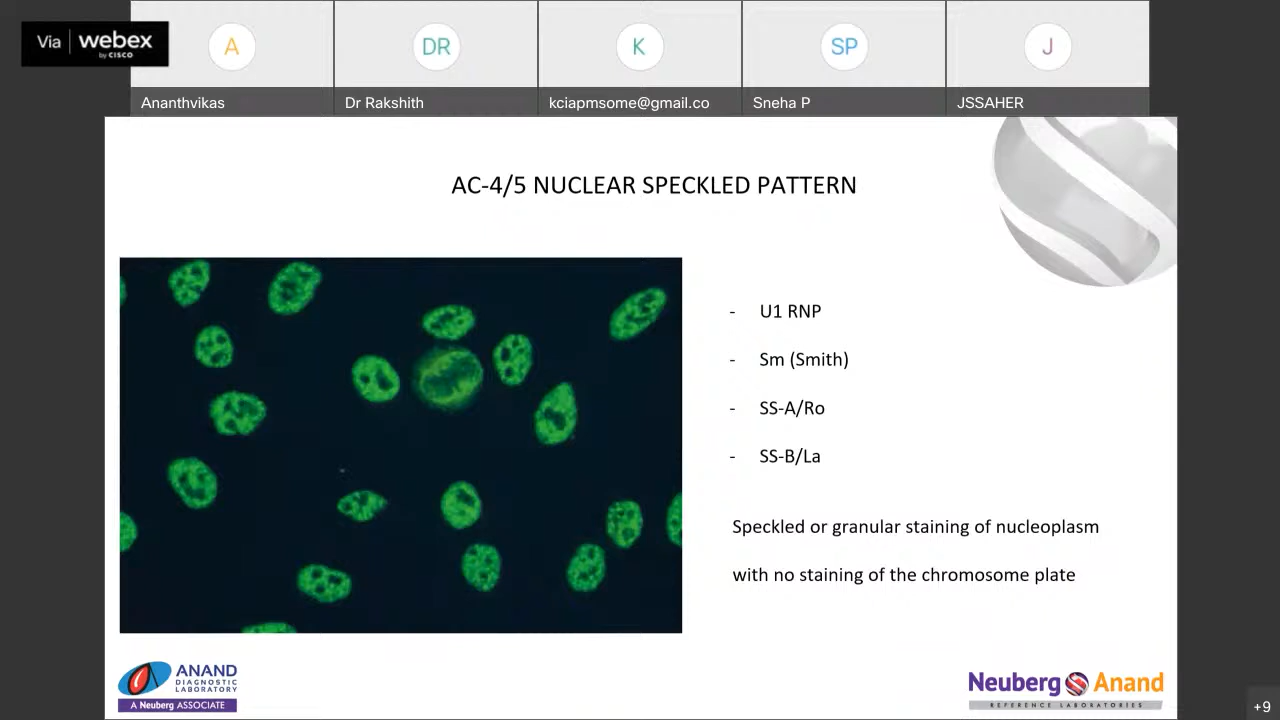 Via webex
by CISCO
A
DR
K
SP
J
Ananthvikas
Dr Rakshith
kciapmsome@gmail.co
Sneha P
JSSAHER
AC-4/5 NUCLEAR SPECKLED PATTERN
- U1 RNP
- Sm (Smith)
- SS-A/Ro
- SS-B/La
Speckled or granular staining of nucleoplasm
with no staining of the chromosome plate
ANAND
DIAGNOSTIC
LABORATORY
A Neuberg ASSOCIATE
Neuberg Anand
REFERENCE LABORATORIES
+9